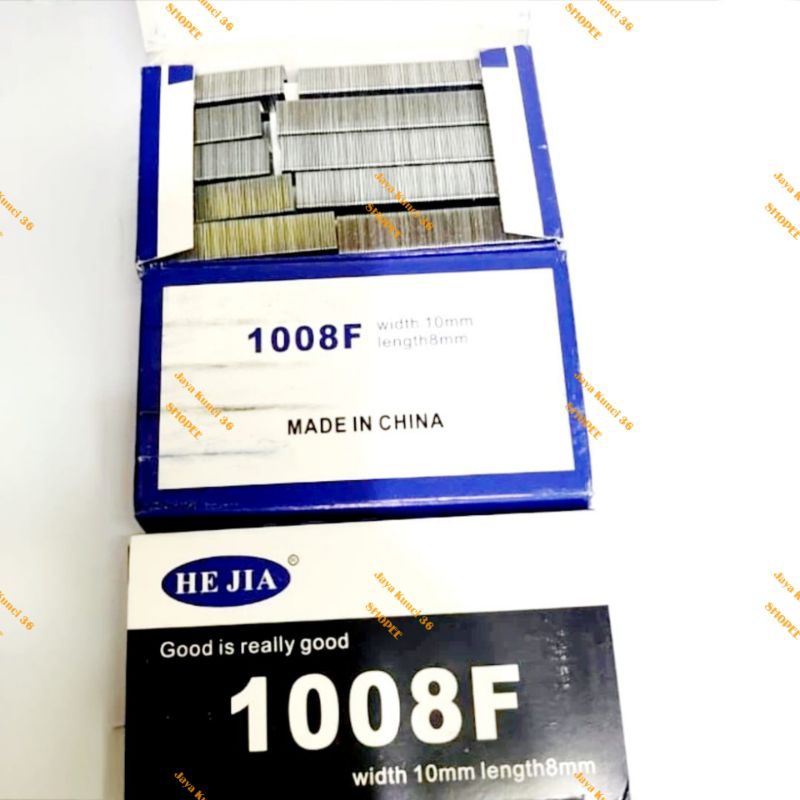 Jaya Kunci 36
SHOPEE
1008F
width 10mm
length8mm
MADE IN CHINA
HE JIA
®
Good is really good
1008F
width 10mm length8mm